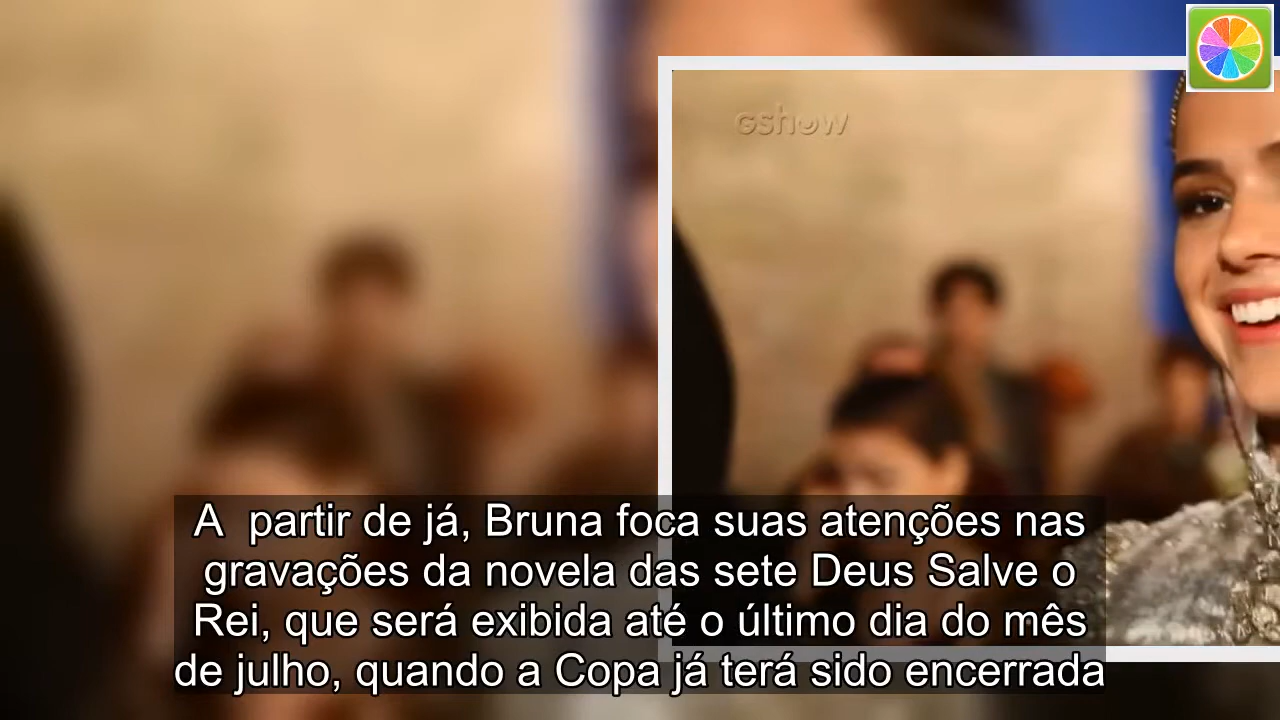 Gshow
A  partir de já, Bruna foca suas atenções nas
gravações da novela das sete Deus Salve o
Rei, que será exibida até o último dia do mês
de julho, quando a Copa já terá sido encerrada